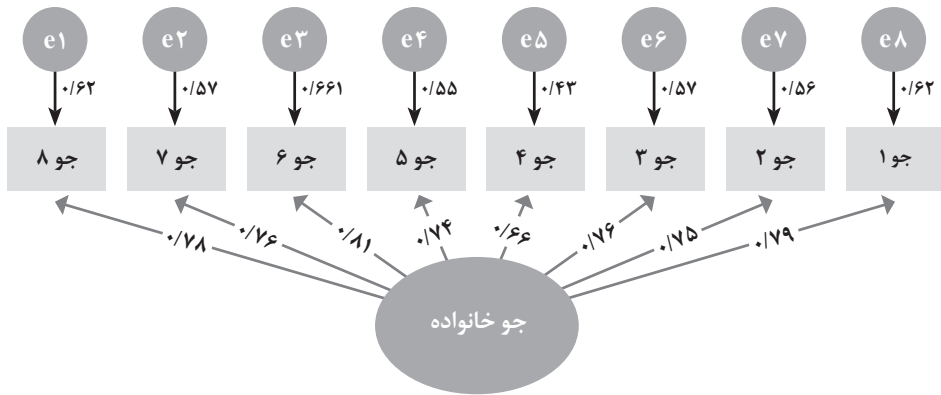 e۱ e۲ e۳ e۴ e۵ e۶ e۷ e۸
۰/۶۲ ۰/۵۷ ۰/۶۶۱ ۰/۵۵ ۰/۴۳ ۰/۵۷ ۰/۵۶ ۰/۶۲
جو ۸
جو ۷
جو ۶
جو ۵
جو ۴
جو ۳
جو ۲
جو ۱
۰/۷۸ ۰/۷۶ ۰/۸۱ ۰/۷۴ ۰/۶۶ ۰/۷۶ ۰/۷۵ ۰/۷۹
جو خانواده